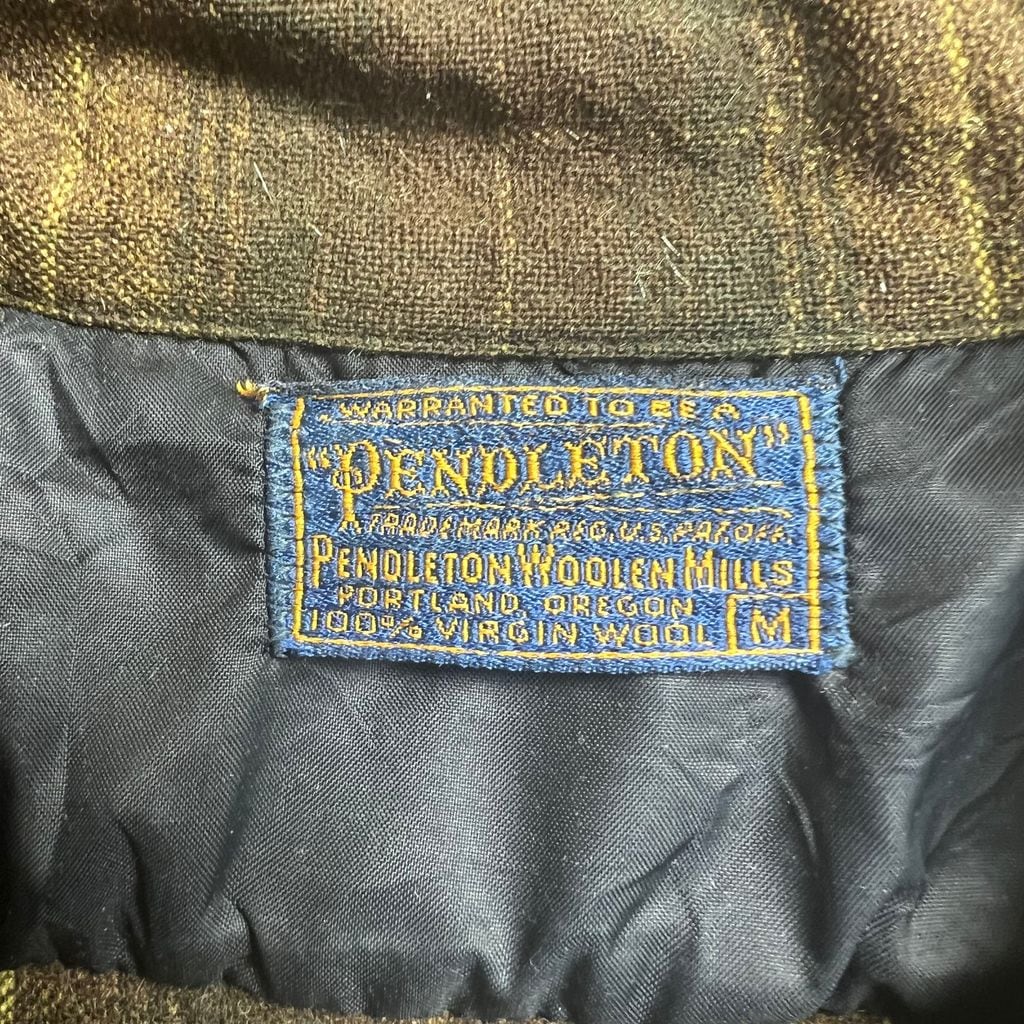 WARRANTED TO BE A
"PENDLETON"
TRADEMARK REG. U.S. PAT. OFF.
PENDLETON WOOLEN MILLS
PORTLAND, OREGON
100% VIRGIN WOOL M